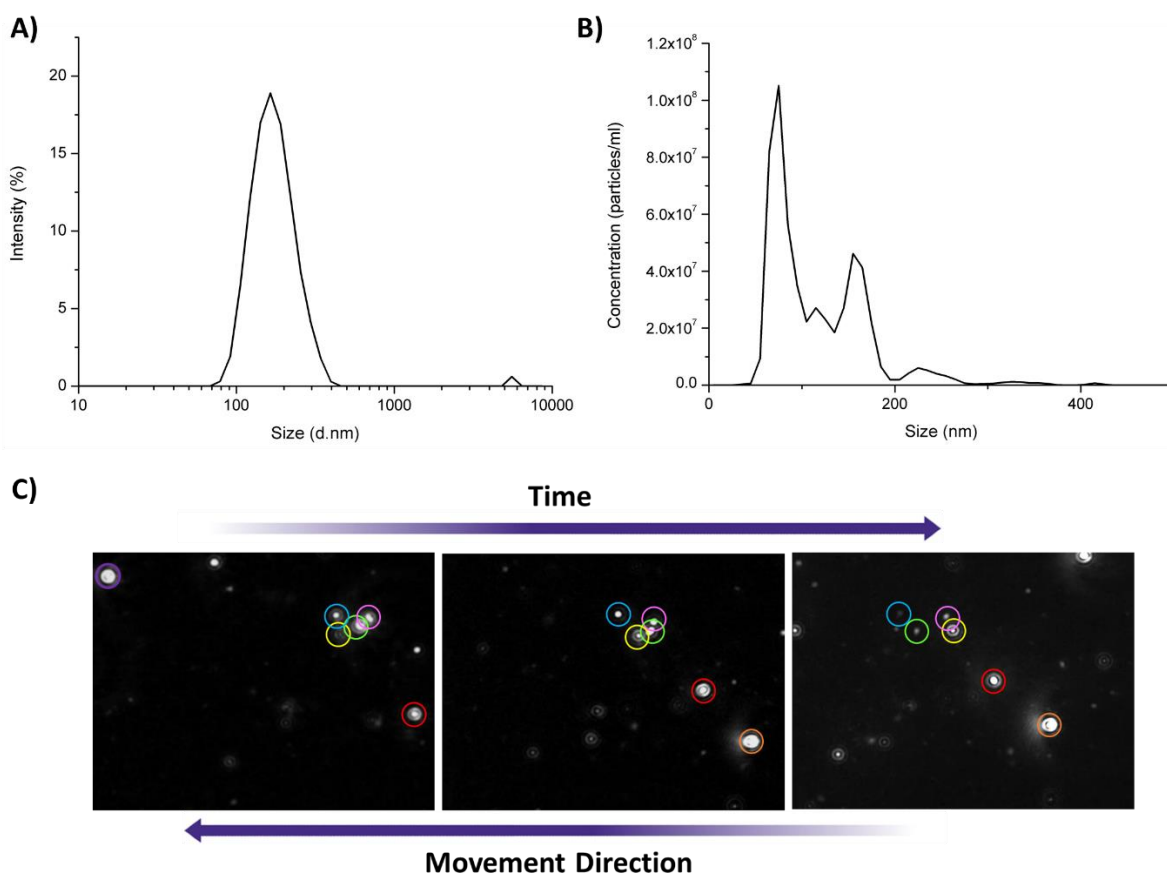 A)
20
15
10
5
0
Intensity (%)
10
100
1000
10000
Size (d.nm)
B)
1.2x10⁸
1.0x10⁸
8.0x10⁷
6.0x10⁷
4.0x10⁷
2.0x10⁷
0.0
Concentration (particles/ml)
0
200
400
Size (nm)
C)
Time
Movement Direction